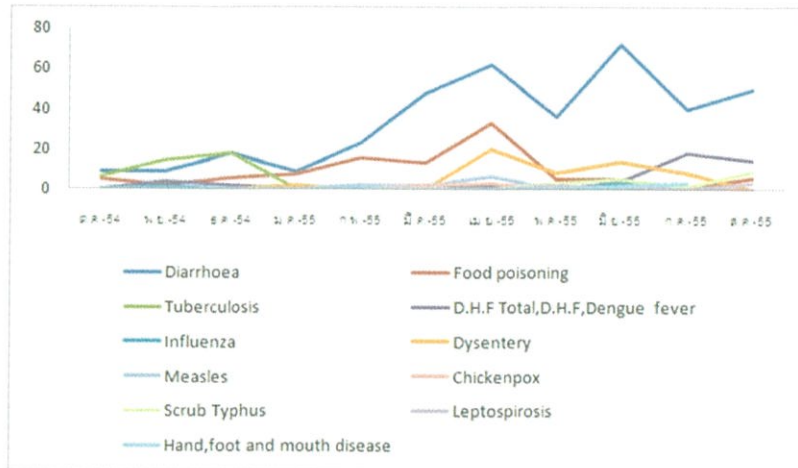 80
60
40
20
0
ต.ค.-54 พ.ย.-54 ธ.ค.-54 ม.ค.-55 ก.พ.-55 มี.ค.-55 เม.ย.-55 พ.ค.-55 มิ.ย.-55 ก.ค.-55 ส.ค.-55
Diarrhoea Food poisoning
Tuberculosis D.H.F Total,D.H.F,Dengue fever
Influenza Dysentery
Measles Chickenpox
Scrub Typhus Leptospirosis
Hand,foot and mouth disease